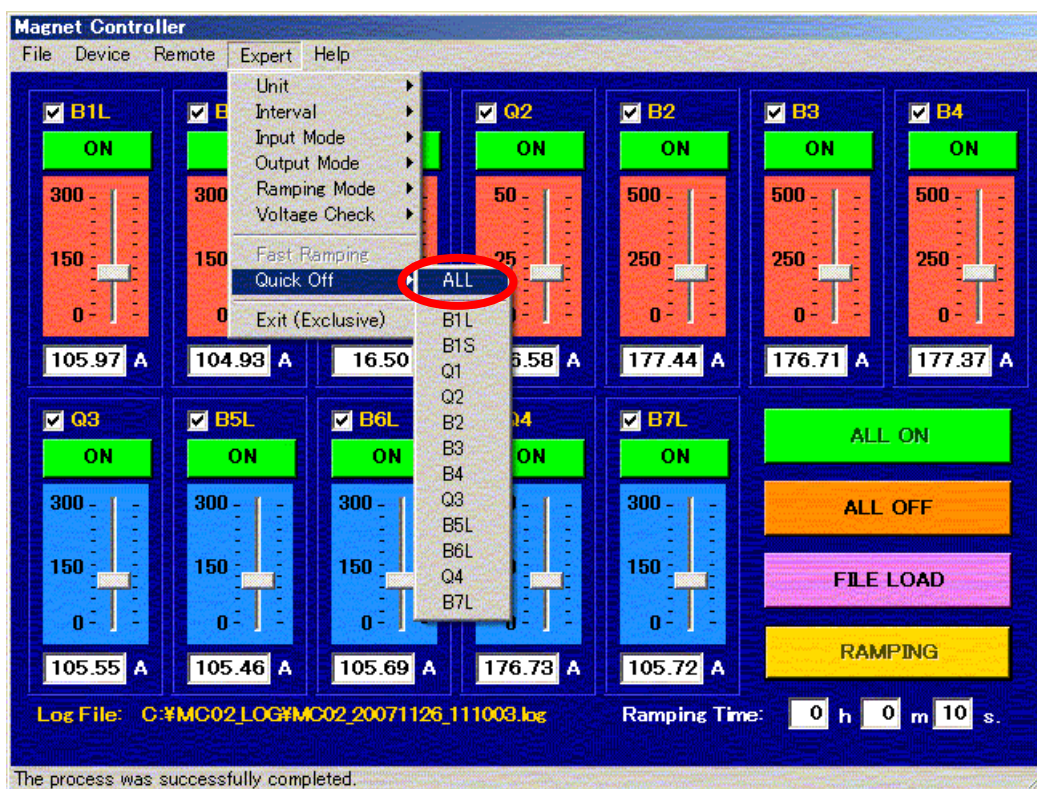 Magnet Controller
File Device Remote Expert Help
Unit
Interval
Input Mode
Output Mode
Ramping Mode
Voltage Check
Fast Ramping
Quick Off
Exit (Exclusive)
ALL
B1L
B1S
Q1
Q2
B2
B3
B4
Q3
B5L
B6L
Q4
B7L
B1L
ON
300
150
0
105.97 A
300
150
104.93 A
16.50
Q2
ON
50
25
A
B2
ON
500
250
0
177.44 A
B3
ON
500
250
0
176.71 A
B4
ON
500
250
0
177.37 A
Q3
ON
300
150
0
105.55 A
B5L
ON
300
150
0
105.46 A
B6L
ON
300
150
0
105.69 A
ON
176.73 A
B7L
ON
300
150
0
105.72 A
ALL ON
ALL OFF
FILE LOAD
RAMPING
Log File: C:¥MC02_LOG¥MC02_20071126_111003.log
Ramping Time: 0 h 0 m 10 s.
The process was successfully completed.